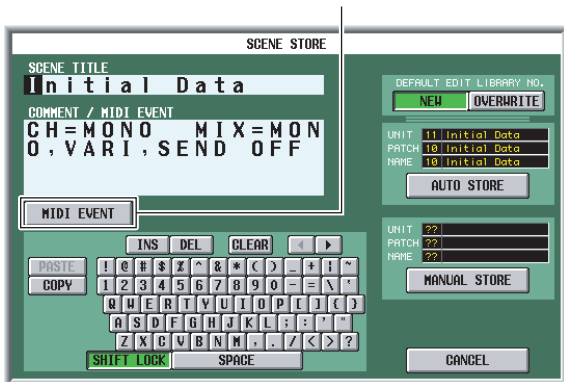 SCENE STORE
SCENE TITLE
Initial Data
COMMENT / MIDI EVENT
CH=MONO MIX=MON
O,VARI,SEND OFF
MIDI EVENT
INS DEL CLEAR ◀ ▶
PASTE ! @ # $ % ^ & * ( ) _ + ¦ ~
COPY 1 2 3 4 5 6 7 8 9 0 - = \ '
Q W E R T Y U I O P [ ] { }
A S D F G H J K L ; : ' "
Z X C V B N M , . / < > ?
SHIFT LOCK SPACE
DEFAULT EDIT LIBRARY NO.
NEW OVERWRITE
UNIT 11 Initial Data
PATCH 10 Initial Data
NAME 10 Initial Data
AUTO STORE
UNIT ??
PATCH ??
NAME ??
MANUAL STORE
CANCEL